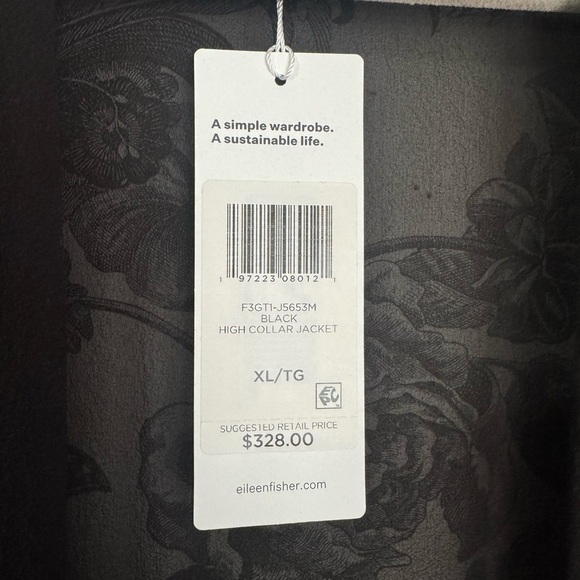 A simple wardrobe.
A sustainable life.
1 97223 08012 1
F3GT1-J5653M
BLACK
HIGH COLLAR JACKET
XL/TG
SUGGESTED RETAIL PRICE
$328.00
eileenfisher.com